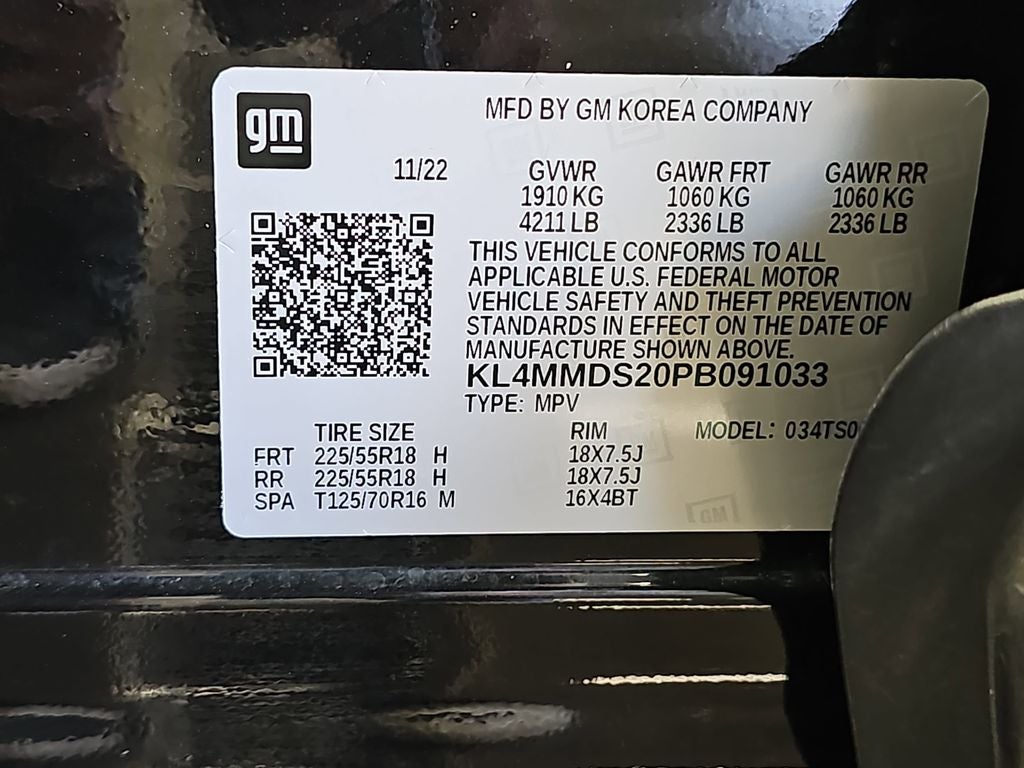 gm
MFD BY GM KOREA COMPANY
11/22 GVWR GAWR FRT GAWR RR
1910 KG 1060 KG 1060 KG
4211 LB 2336 LB 2336 LB
THIS VEHICLE CONFORMS TO ALL
APPLICABLE U.S. FEDERAL MOTOR
VEHICLE SAFETY AND THEFT PREVENTION
STANDARDS IN EFFECT ON THE DATE OF
MANUFACTURE SHOWN ABOVE.
KL4MMDS20PB091033
TYPE: MPV
TIRE SIZE RIM MODEL: 034TS0
FRT 225/55R18 H 18X7.5J
RR 225/55R18 H 18X7.5J
SPA T125/70R16 M 16X4BT
GM